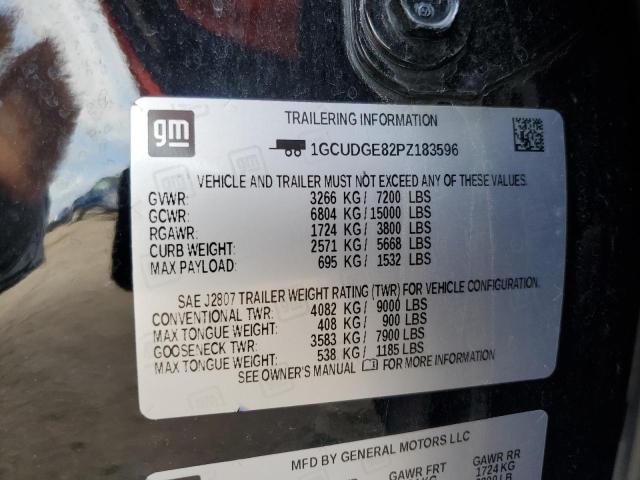 gm
TRAILERING INFORMATION
1GCUDGE82PZ183596
VEHICLE AND TRAILER MUST NOT EXCEED ANY OF THESE VALUES.
GVWR: 3266 KG/ 7200 LBS
GCWR: 6804 KG/15000 LBS
RGAWR: 1724 KG/ 3800 LBS
CURB WEIGHT: 2571 KG/ 5668 LBS
MAX PAYLOAD: 695 KG/ 1532 LBS
SAE J2807 TRAILER WEIGHT RATING (TWR) FOR VEHICLE CONFIGURATION.
CONVENTIONAL TWR: 4082 KG/ 9000 LBS
MAX TONGUE WEIGHT: 408 KG/ 900 LBS
GOOSENECK TWR: 3583 KG/ 7900 LBS
MAX TONGUE WEIGHT: 538 KG/ 1185 LBS
SEE OWNER'S MANUAL FOR MORE INFORMATION
MFD BY GENERAL MOTORS LLC
GAWR FRT GAWR RR
1724 KG